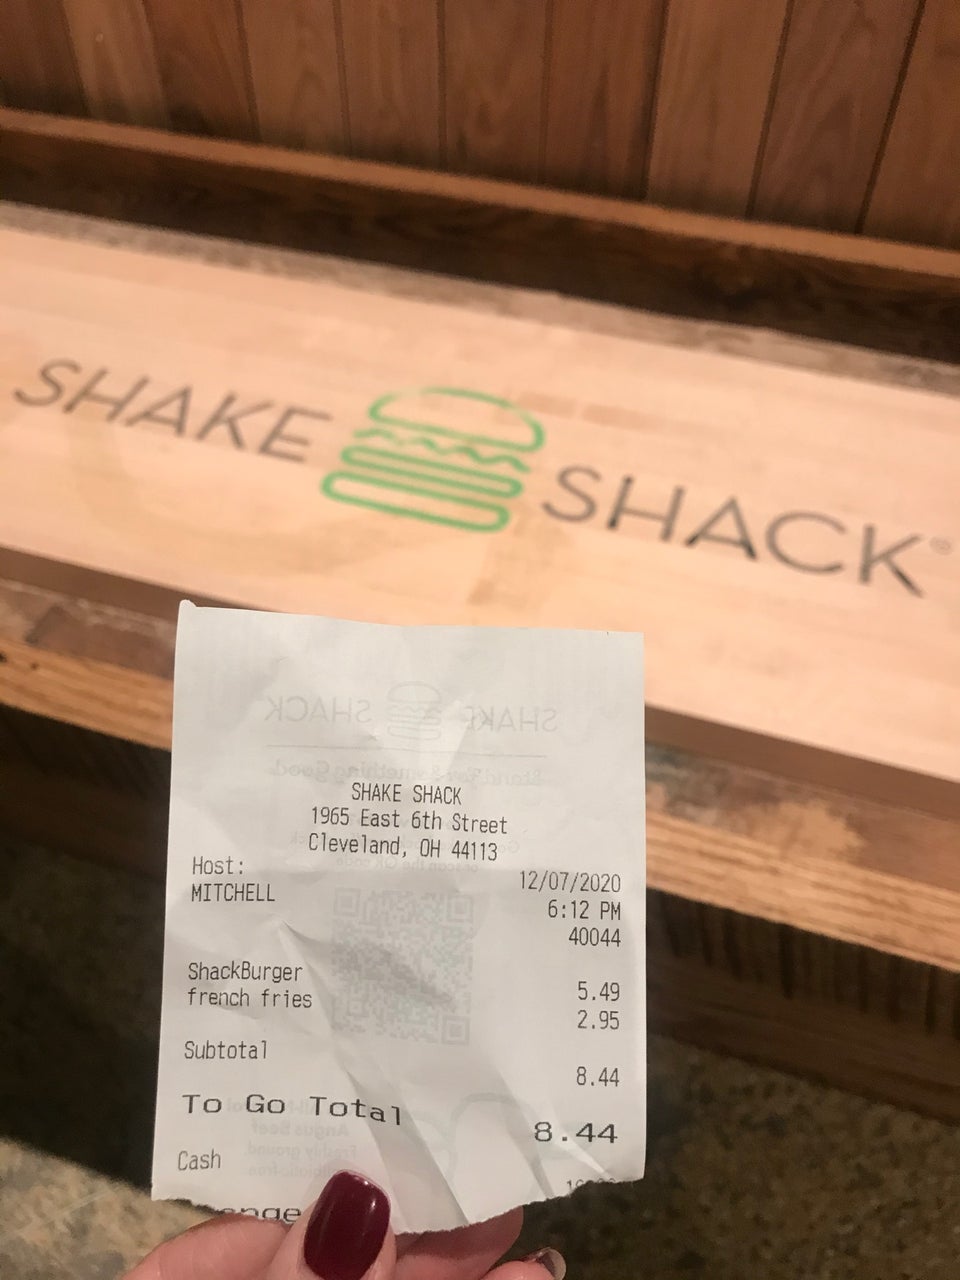 SHAKE SHACK®
SHAKE SHACK
SHAKE SHACK
1965 East 6th Street
Cleveland, OH 44113
Host: 12/07/2020
MITCHELL 6:12 PM
40044
ShackBurger 5.49
french fries 2.95
Subtotal 8.44
To Go Total 8.44
Cash